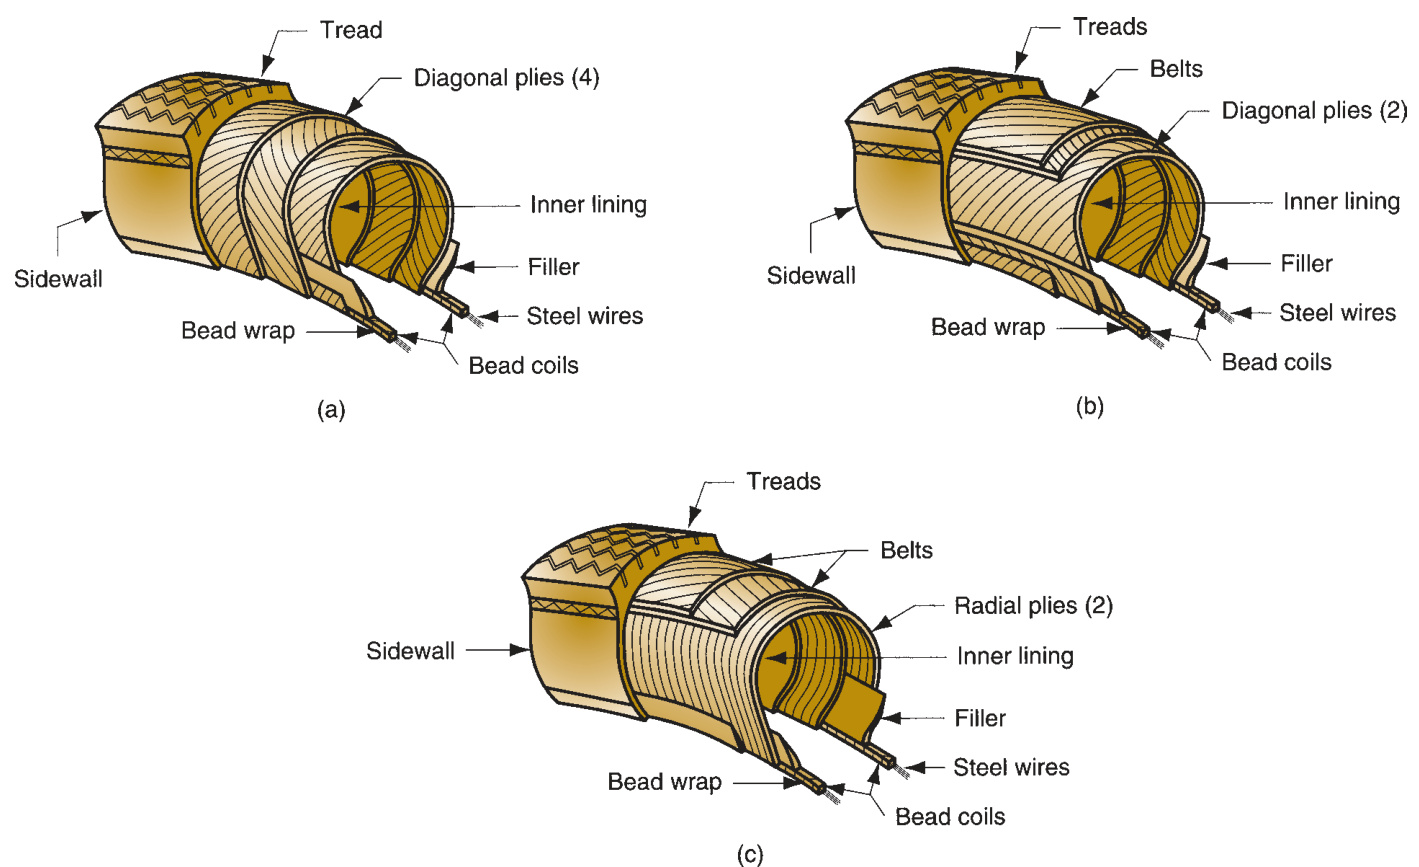 Tread
Diagonal plies (4)
Inner lining
Filler
Sidewall
Steel wires
Bead wrap
Bead coils
(a)
Treads
Belts
Diagonal plies (2)
Inner lining
Filler
Sidewall
Steel wires
Bead wrap
Bead coils
(b)
Treads
Belts
Radial plies (2)
Sidewall
Inner lining
Filler
Steel wires
Bead wrap
Bead coils
(c)